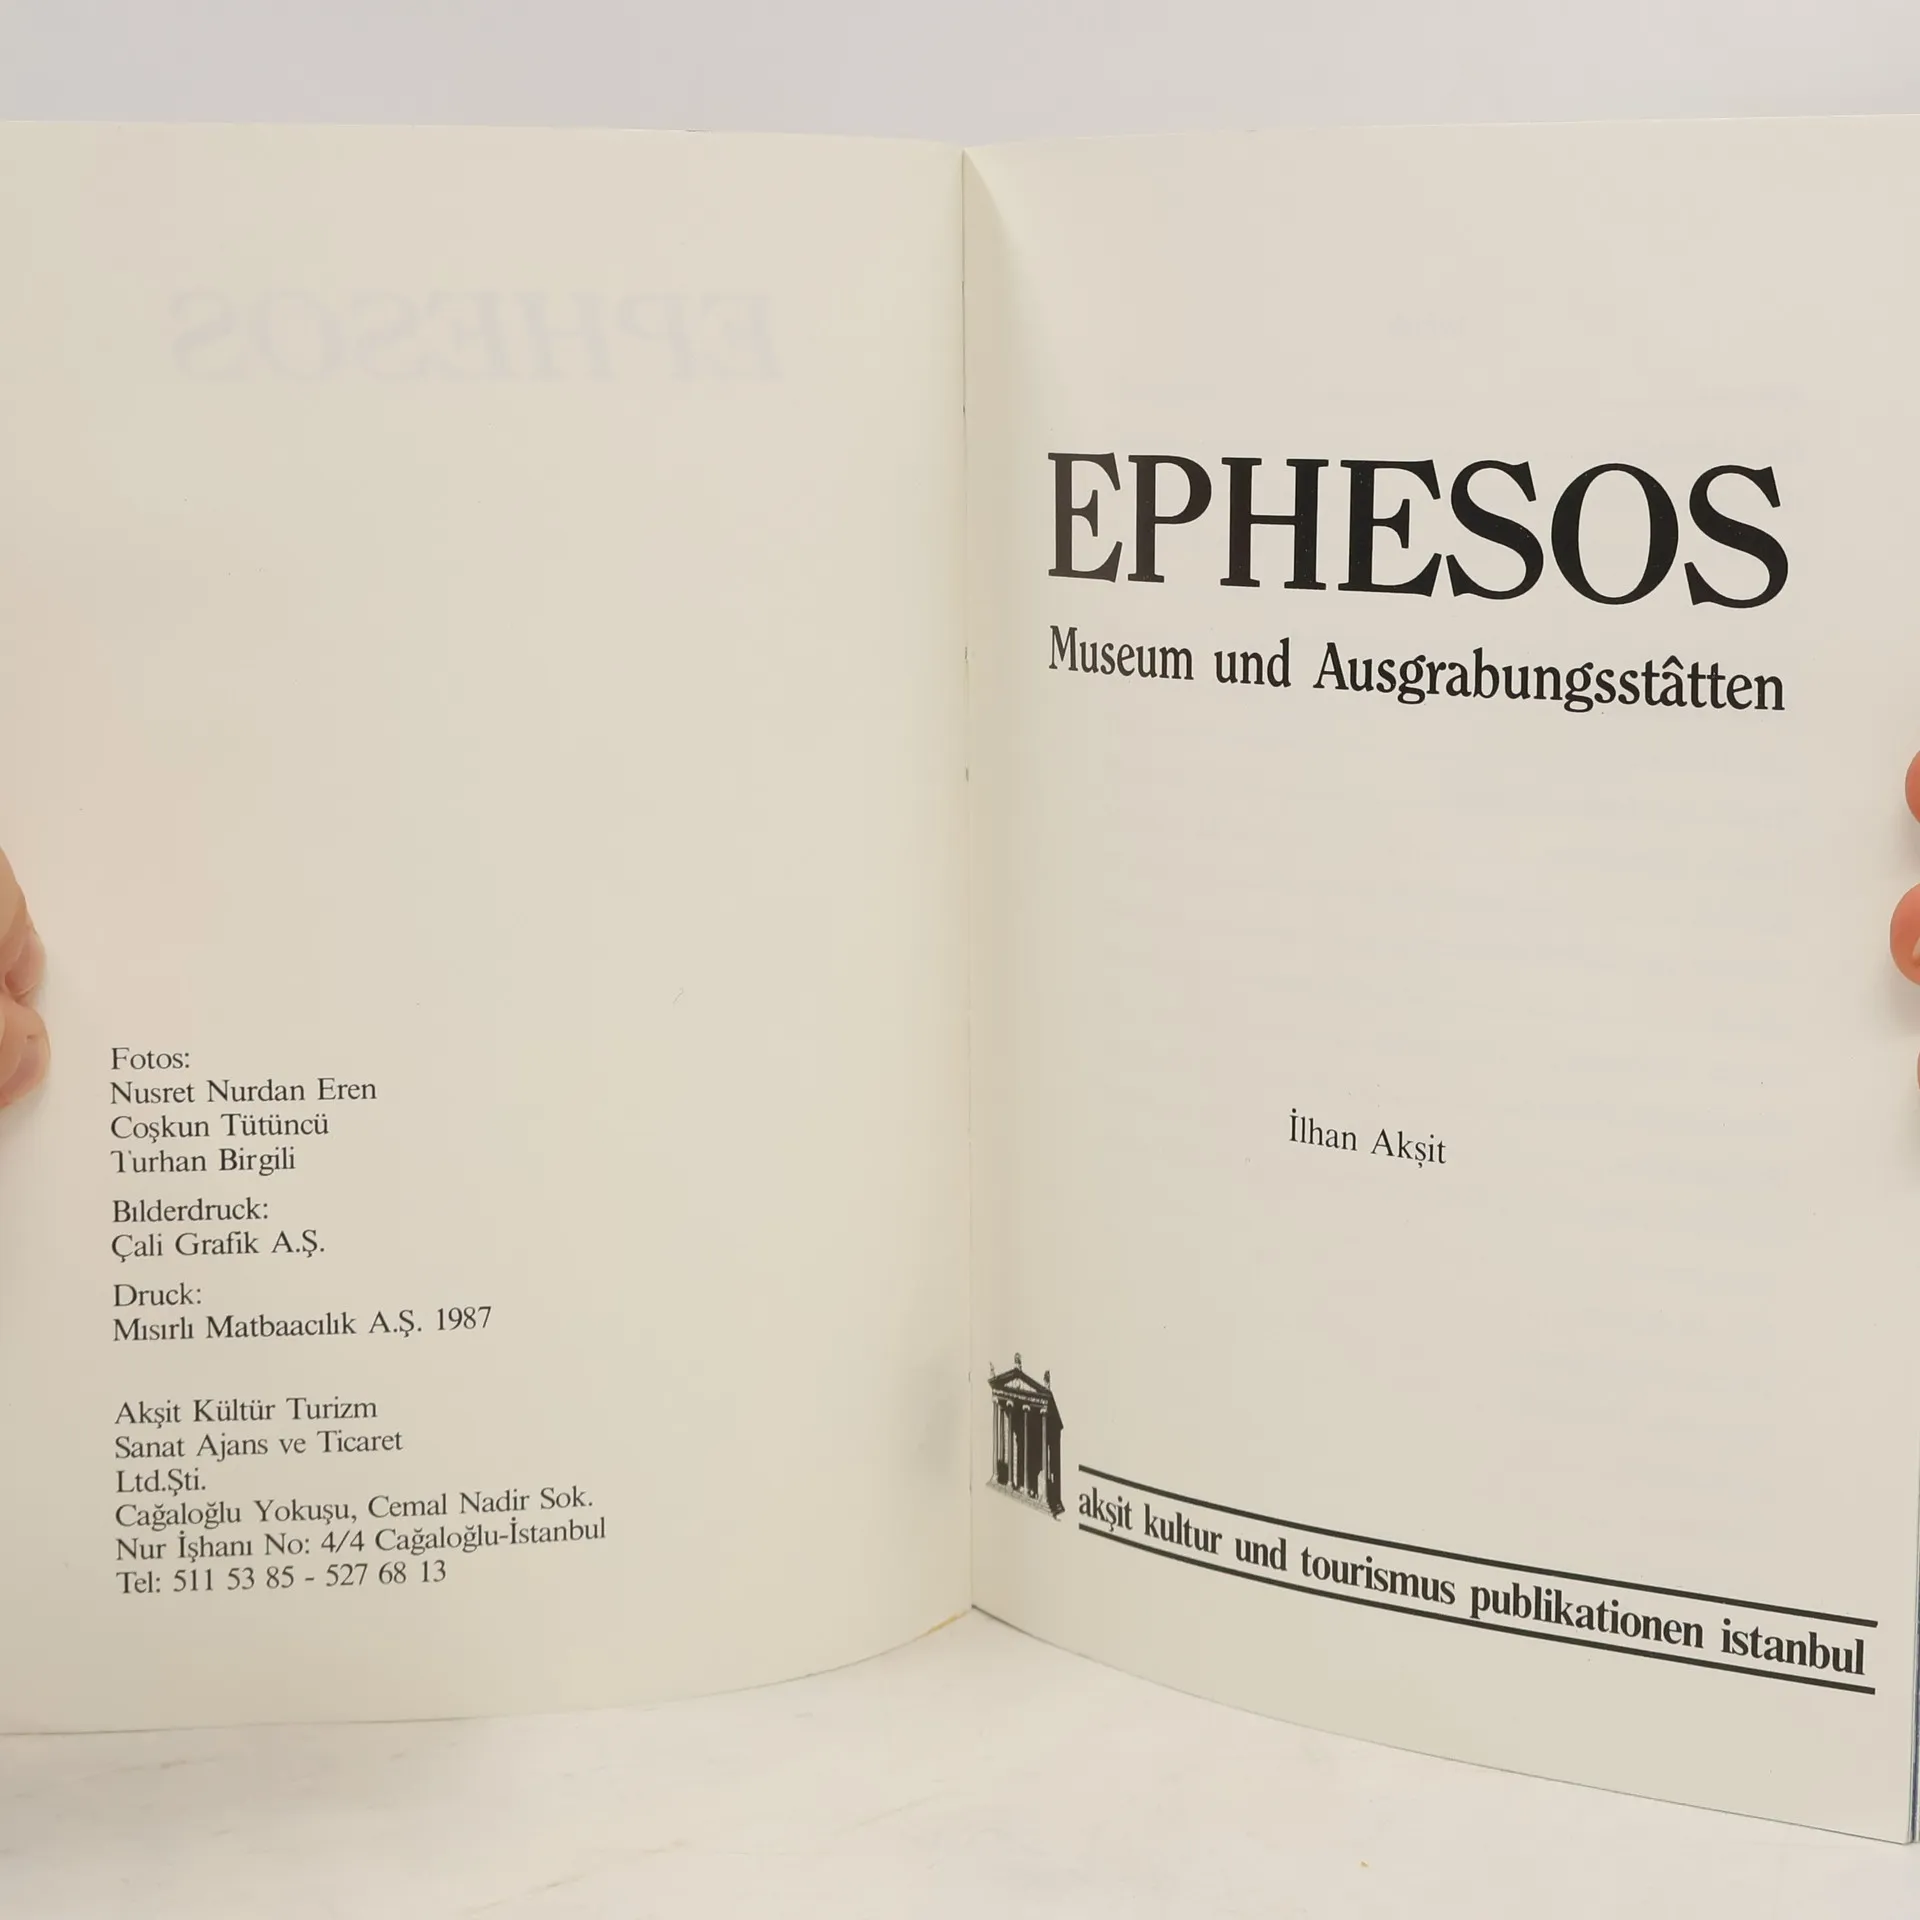 EPHESOS
Fotos:
Nusret Nurdan Eren
Coşkun Tütüncü
Turhan Birgili
Bılderdruck:
Çali Grafik A.Ş.
Druck:
Mısırlı Matbaacılık A.Ş. 1987
Akşit Kültür Turizm
Sanat Ajans ve Ticaret
Ltd.Şti.
Cağaloğlu Yokuşu, Cemal Nadir Sok.
Nur İşhanı No: 4/4 Cağaloğlu-İstanbul
Tel: 511 53 85 - 527 68 13
EPHESOS
Museum und Ausgrabungsstâtten
İlhan Akşit
akşit kultur und tourismus publikationen istanbul